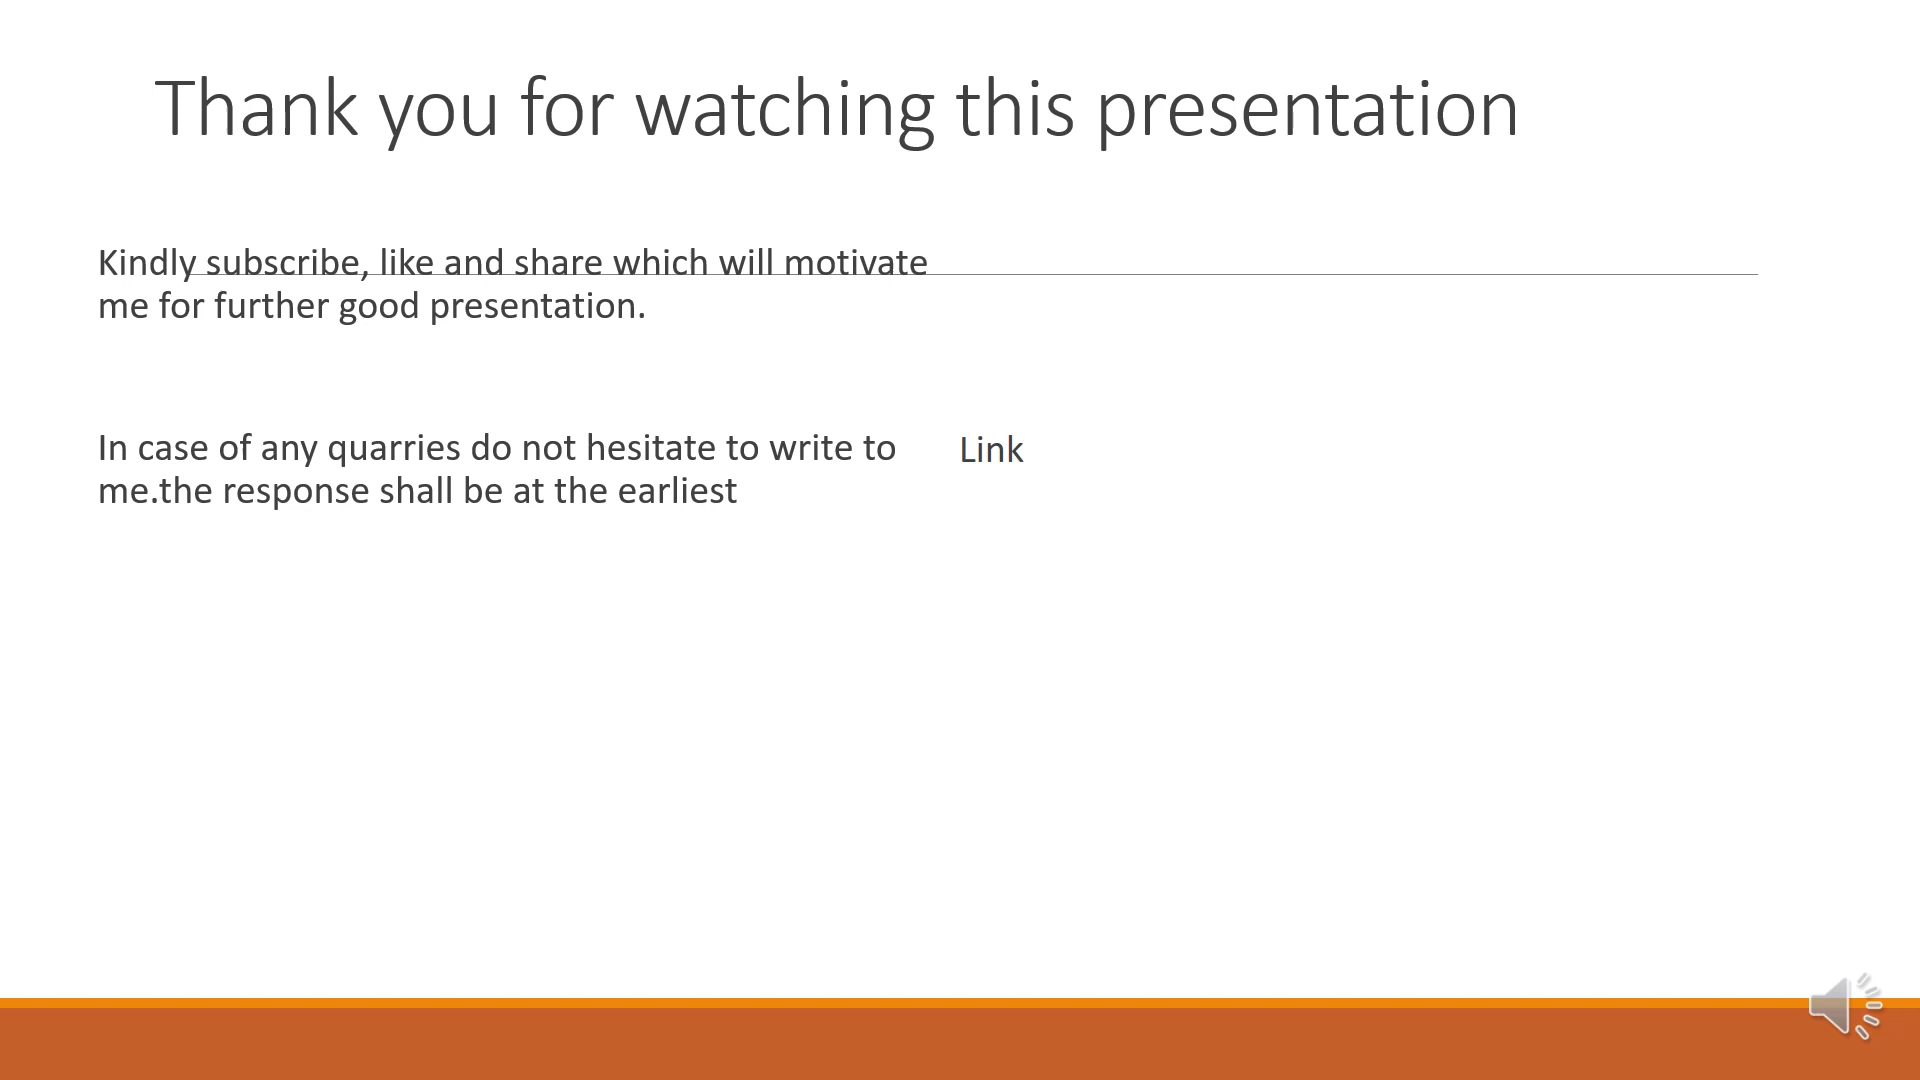 Thank you for watching this presentation
Kindly subscribe, like and share which will motivate
me for further good presentation.
In case of any quarries do not hesitate to write to
me.the response shall be at the earliest
Link